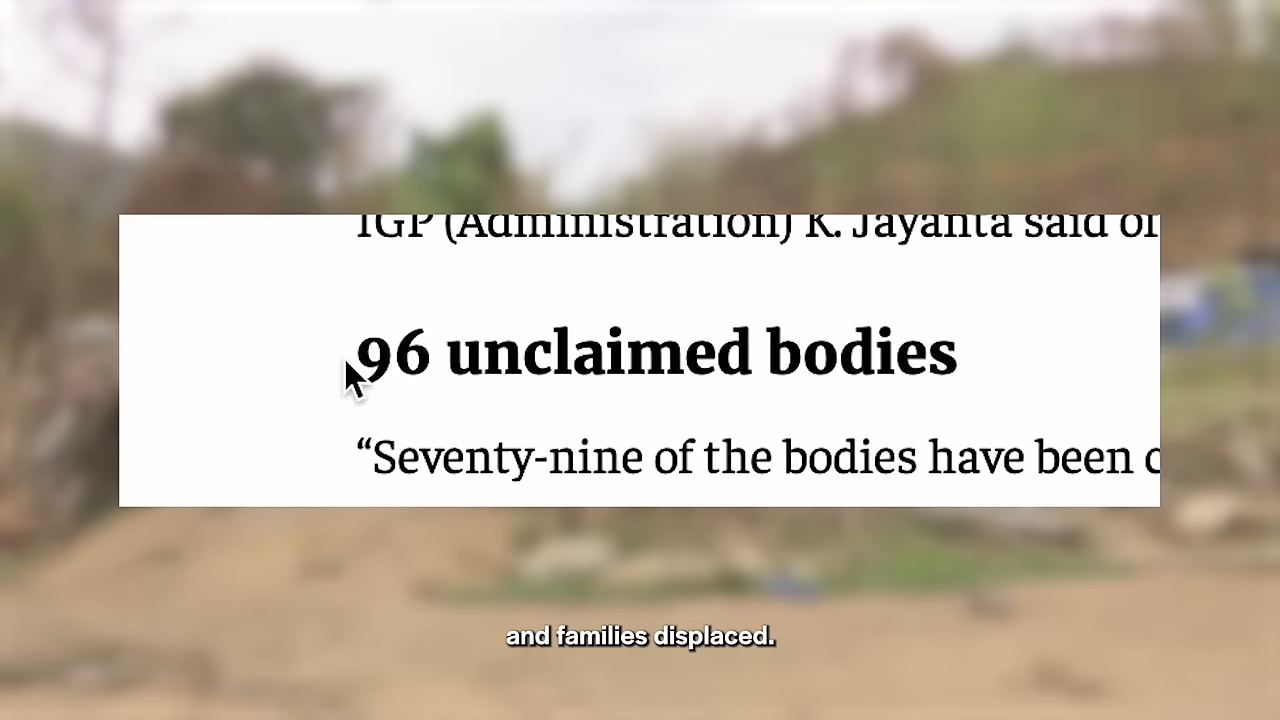 IGP (Administration) K. Jayanta said
96 unclaimed bodies
“Seventy-nine of the bodies have been
and families displaced.